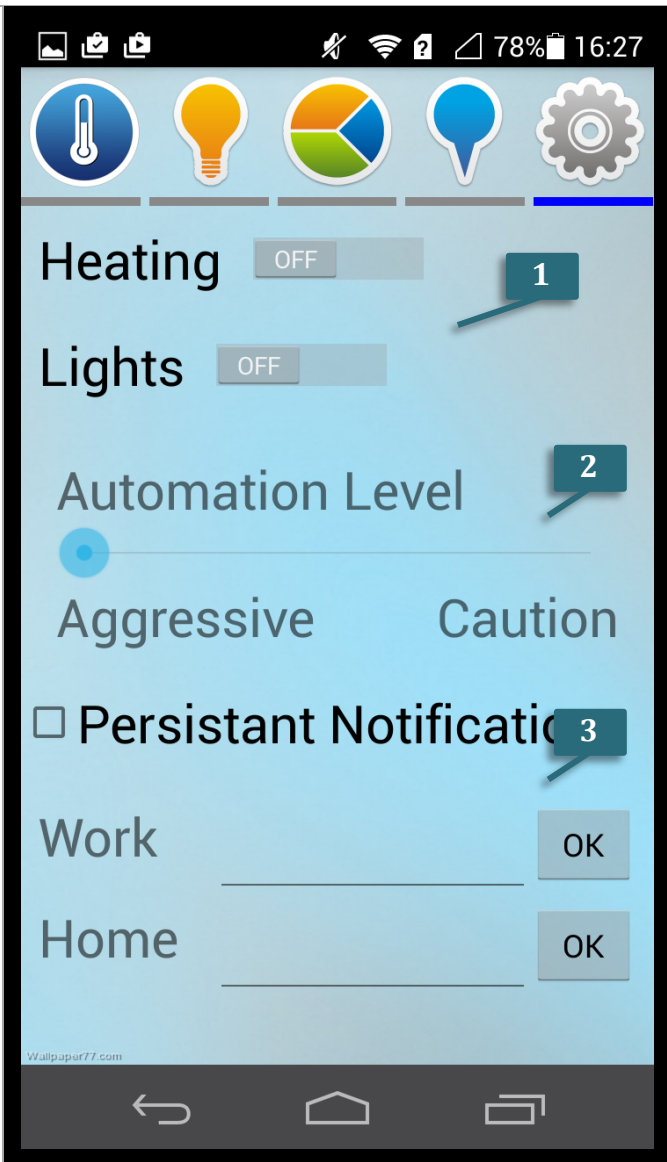 ? 78% 16:27
Heating OFF
1
Lights OFF
2
Automation Level
Aggressive Caution
Persistant Notificatio
3
Work OK
Home OK
Wallpaper77.com